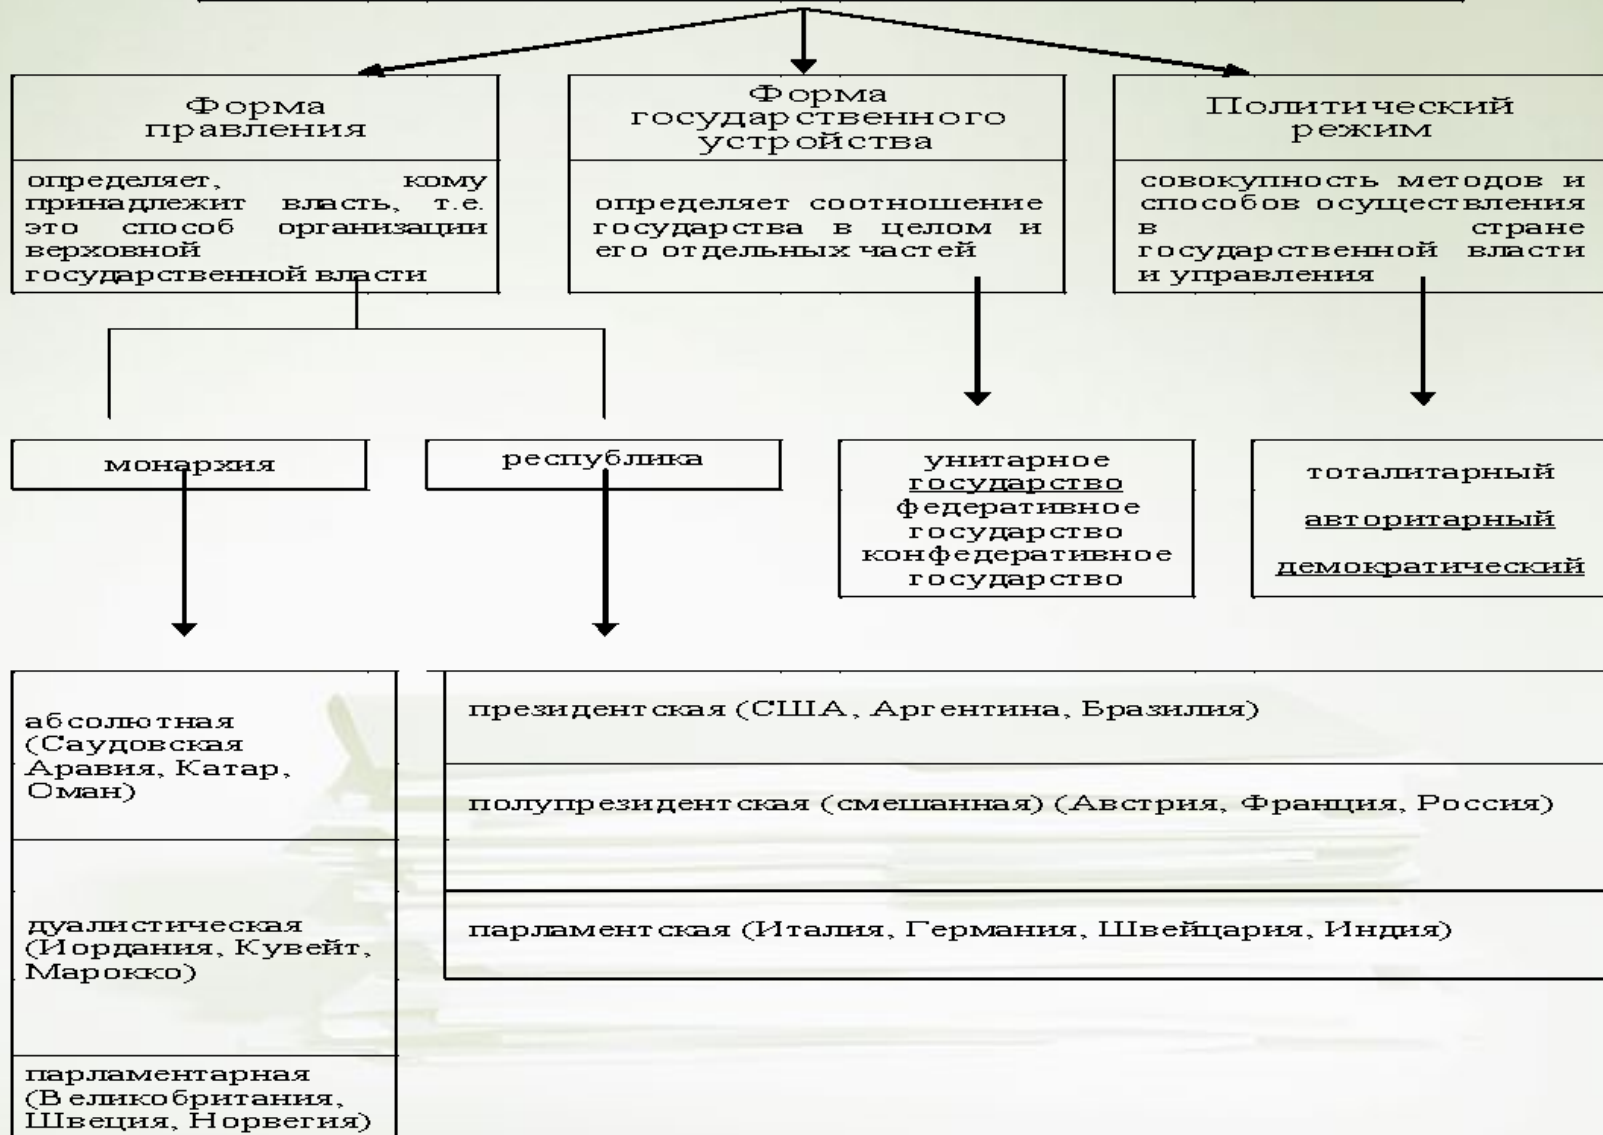 Форма
правления
определяет, кому
принадлежит власть, т.е.
это способ организации
верховной
государственной власти
Форма
государственного
устройства
определяет соотношение
государства в целом и
его отдельных частей
Политический
режим
совокупность методов и
способов осуществления
в стране
государственной власти
и управления
монархия
республика
унитарное
государство
федеративное
государство
конфедеративное
государство
тоталитарный
авторитарный
демократический
абсолютная
(Саудовская
Аравия, Катар,
Оман)
дуалистическая
(Иордания, Кувейт,
Марокко)
парламентарная
(Великобритания,
Швеция, Норвегия)
президентская (США, Аргентина, Бразилия)
полупрезидентская (смешанная) (Австрия, Франция, Россия)
парламентская (Италия, Германия, Швейцария, Индия)